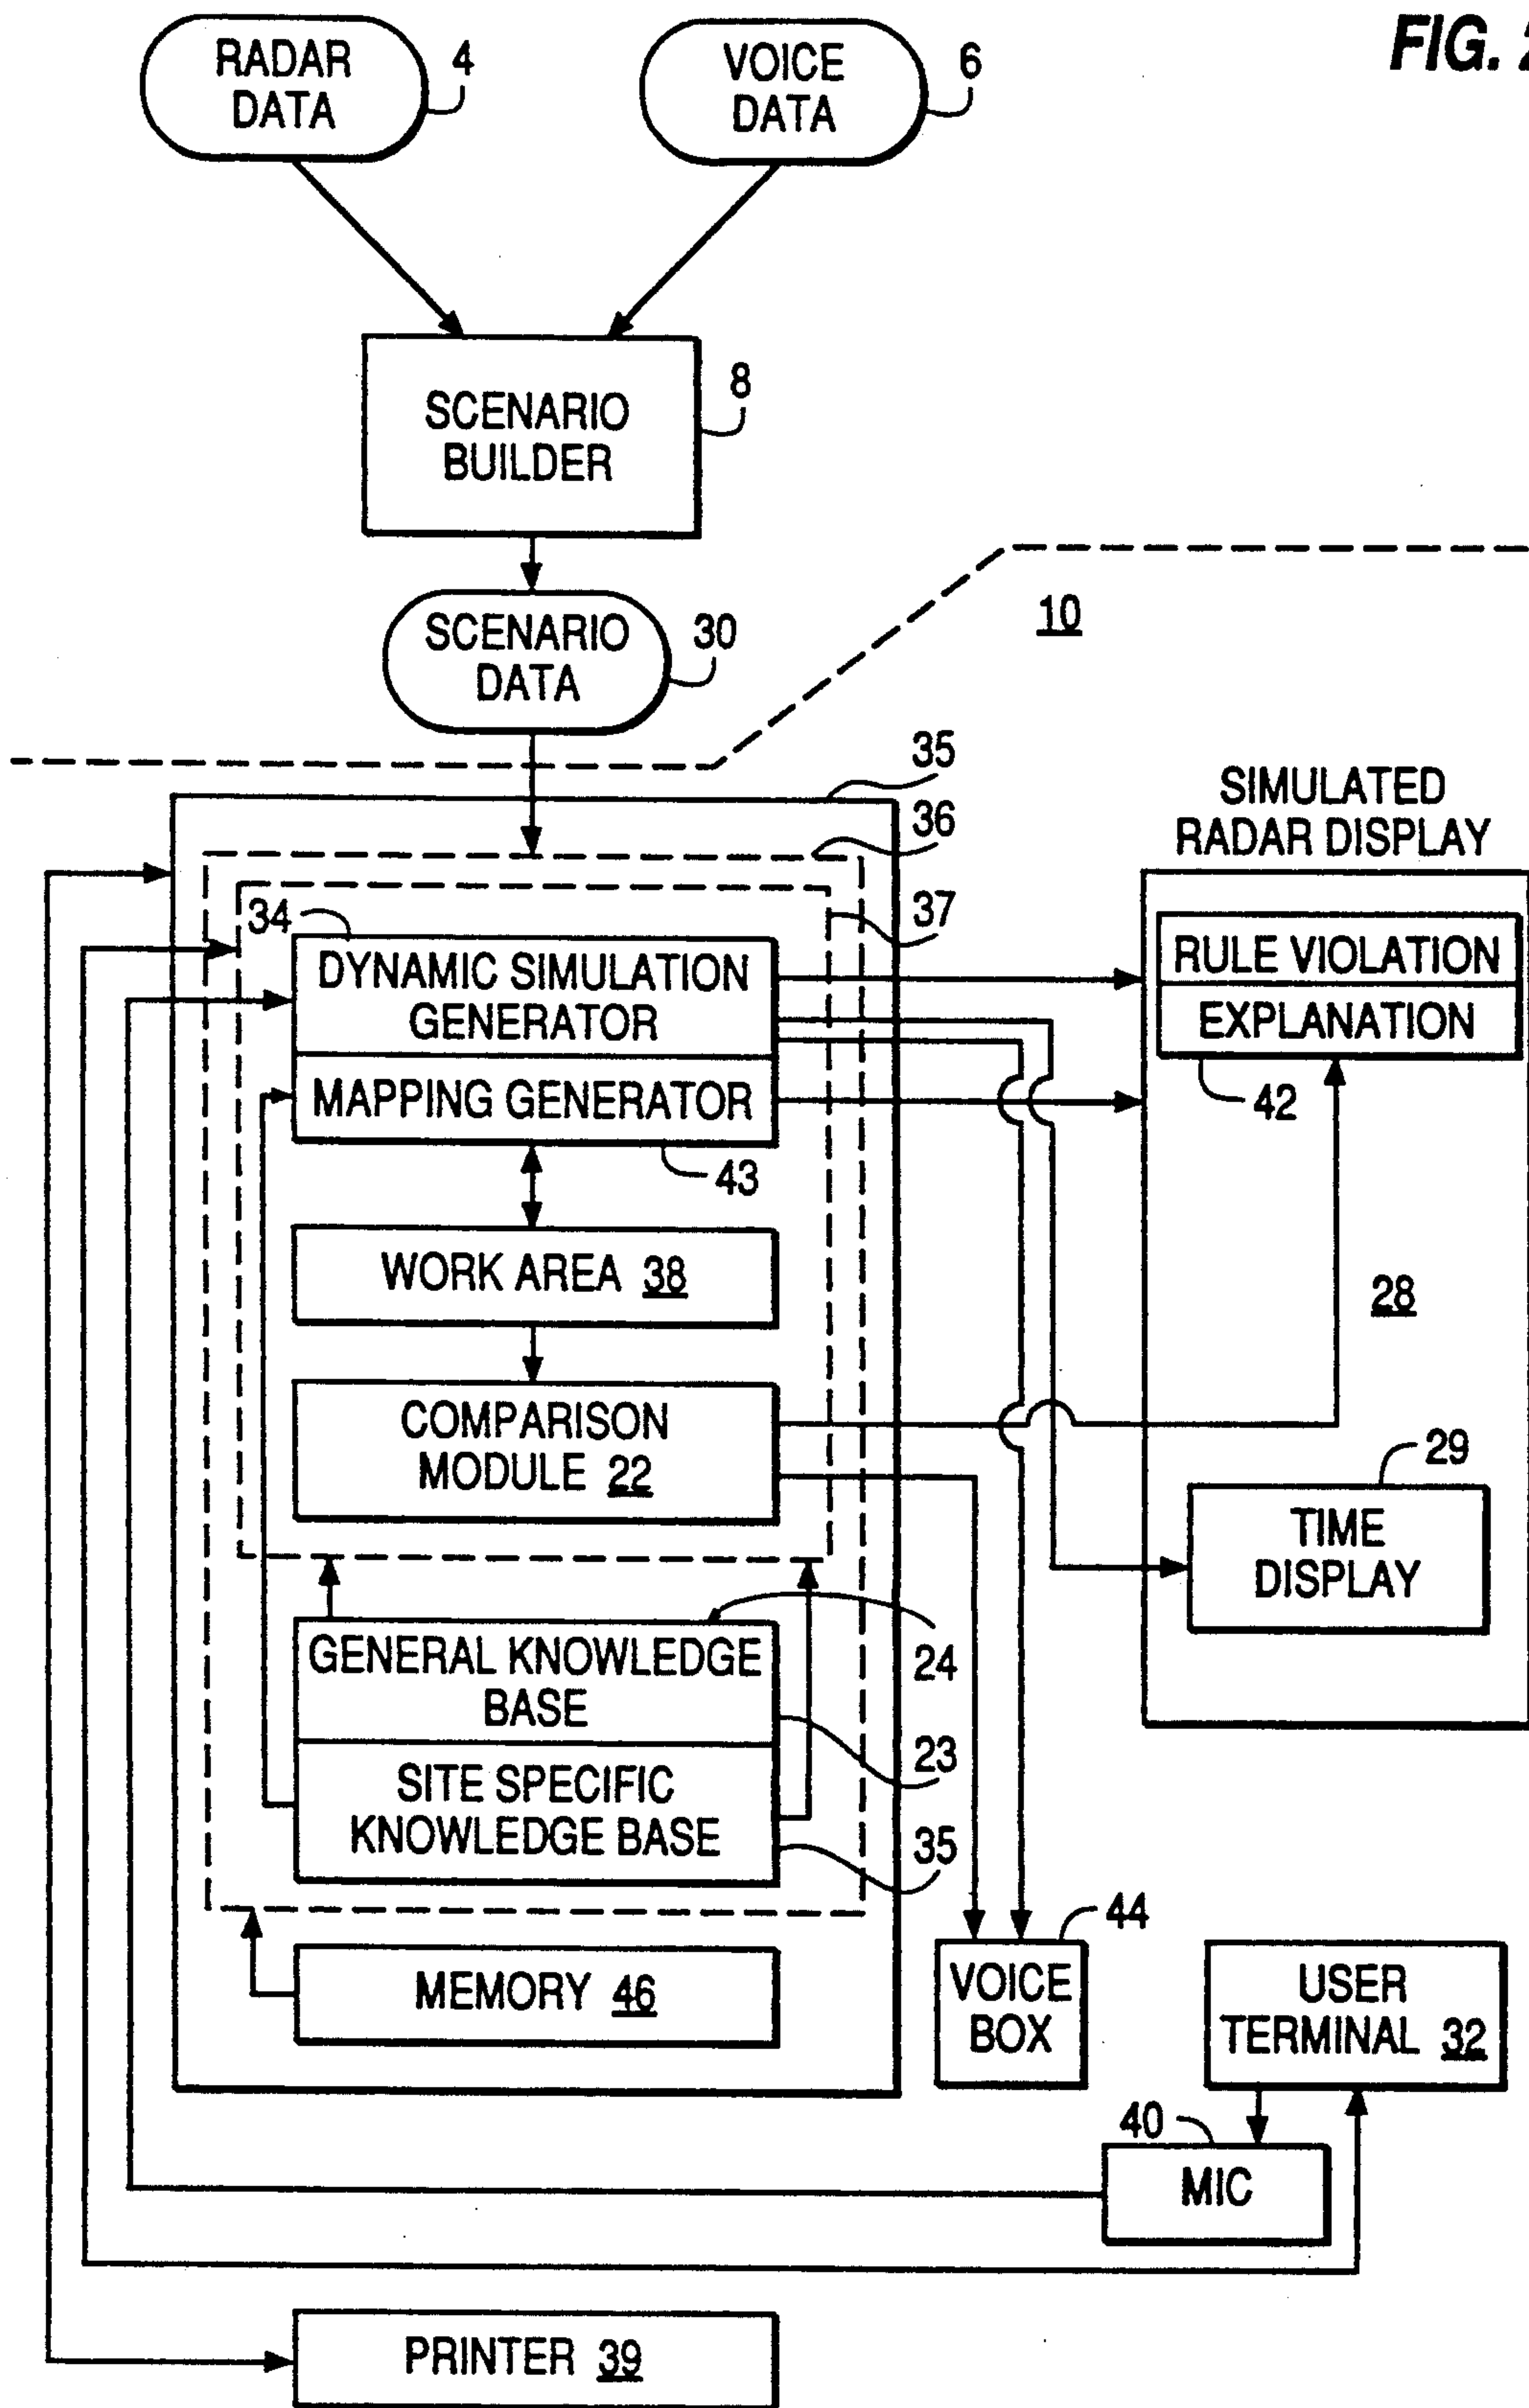 FIG. 2
RADAR
DATA
4
VOICE
DATA
6
SCENARIO
BUILDER
8
SCENARIO
DATA
30
10
35
36
37
SIMULATED
RADAR DISPLAY
34
DYNAMIC SIMULATION
GENERATOR
MAPPING GENERATOR
43
RULE VIOLATION
EXPLANATION
42
WORK AREA 38
28
COMPARISON
MODULE 22
29
TIME
DISPLAY
GENERAL KNOWLEDGE
BASE
24
23
SITE SPECIFIC
KNOWLEDGE BASE
35
MEMORY 46
44
VOICE
BOX
USER
TERMINAL 32
40
MIC
PRINTER 39